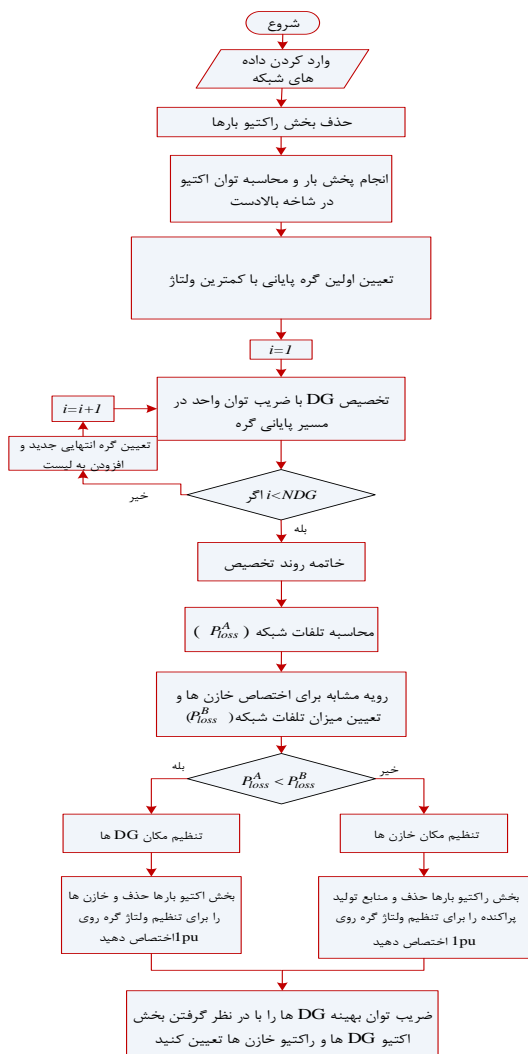 شروع
وارد کردن داده
های شبکه
حذف بخش راکتیو بارها
انجام پخش بار و محاسبه توان اکتیو
در شاخه بالادست
تعیین اولین گره پایانی با کمترین ولتاژ
i=1
تخصیص DG با ضریب توان واحد در
مسیر پایانی گره
i=i+1
تعیین گره انتهایی جدید و
افزودن به لیست
خیر
اگر i<NDG
بله
خاتمه روند تخصیص
محاسبه تلفات شبکه ( P_loss^A )
رویه مشابه برای اختصاص خازن ها و
تعیین میزان تلفات شبکه( P_loss^B )
بله
P_loss^A < P_loss^B
خیر
تنظیم مکان DG ها
تنظیم مکان خازن ها
بخش اکتیو بارها حذف و خازن ها
را برای تنظیم ولتاژ گره روی
1pu اختصاص دهید
بخش راکتیو بارها حذف و منابع تولید
پراکنده را برای تنظیم ولتاژ گره روی
1pu اختصاص دهید
ضریب توان بهینه DG ها را با در نظر گرفتن بخش
اکتیو DG ها و راکتیو خازن ها تعیین کنید